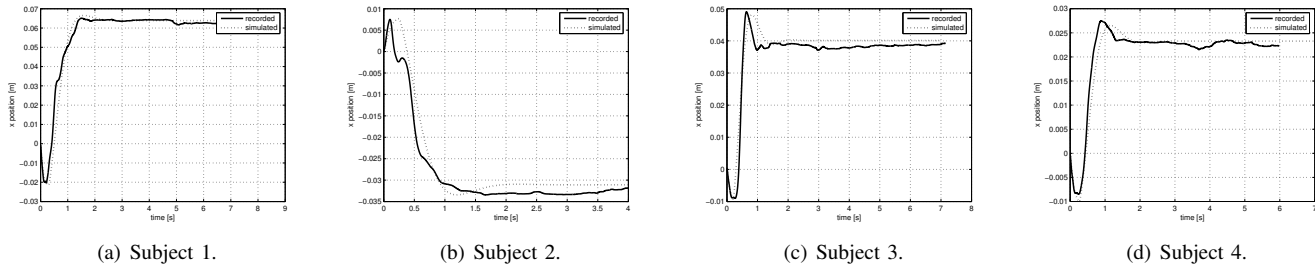 0.07
0.06
0.05
0.04
0.03
0.02
0.01
0
−0.01
−0.02
−0.03
0 1 2 3 4 5 6 7 8 9
x position [m]
time [s]
recorded
simulated
(a) Subject 1.
0.01
0.005
0
−0.005
−0.01
−0.015
−0.02
−0.025
−0.03
−0.035
0 0.5 1 1.5 2 2.5 3 3.5 4
x position [m]
time [s]
recorded
simulated
(b) Subject 2.
0.05
0.04
0.03
0.02
0.01
0
−0.01
0 1 2 3 4 5 6 7 8
x position [m]
time [s]
recorded
simulated
(c) Subject 3.
0.03
0.025
0.02
0.015
0.01
0.005
0
−0.005
−0.01
0 1 2 3 4 5 6 7
x position [m]
time [s]
recorded
simulated
(d) Subject 4.